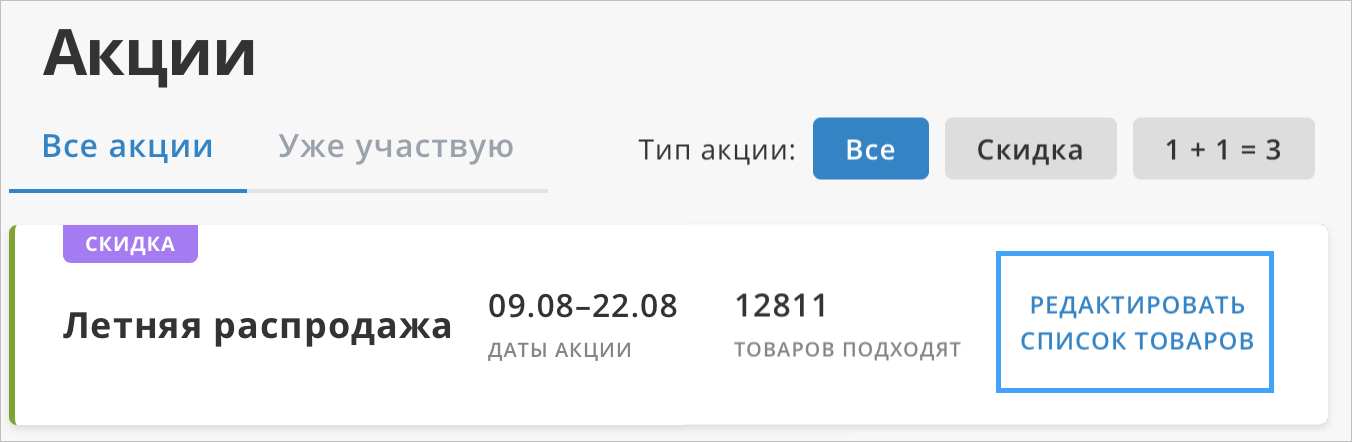 Акции
Все акции Уже участвую Тип акции: Все Скидка 1 + 1 = 3
СКИДКА
Летняя распродажа
09.08–22.08
ДАТЫ АКЦИИ
12811
ТОВАРОВ ПОДХОДЯТ
РЕДАКТИРОВАТЬ
СПИСОК ТОВАРОВ